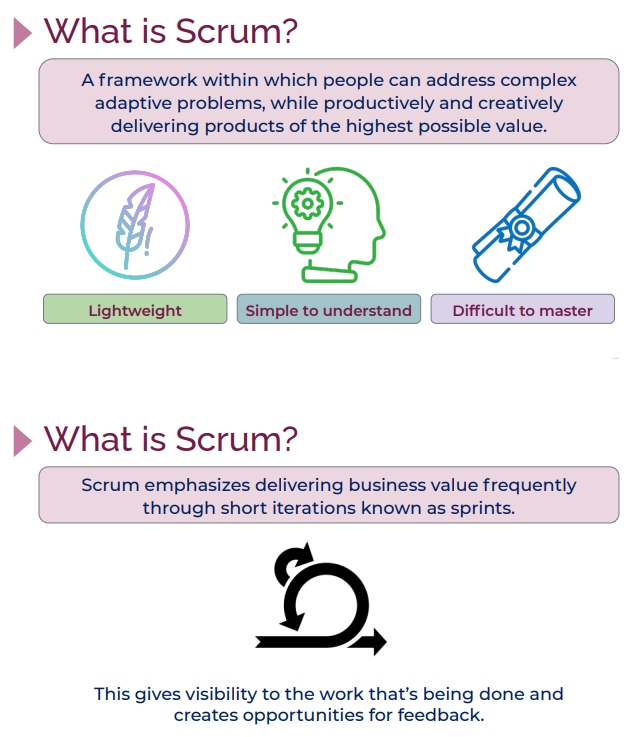 What is Scrum?
A framework within which people can address complex
adaptive problems, while productively and creatively
delivering products of the highest possible value.
Lightweight
Simple to understand
Difficult to master
What is Scrum?
Scrum emphasizes delivering business value frequently
through short iterations known as sprints.
This gives visibility to the work that's being done and
creates opportunities for feedback.